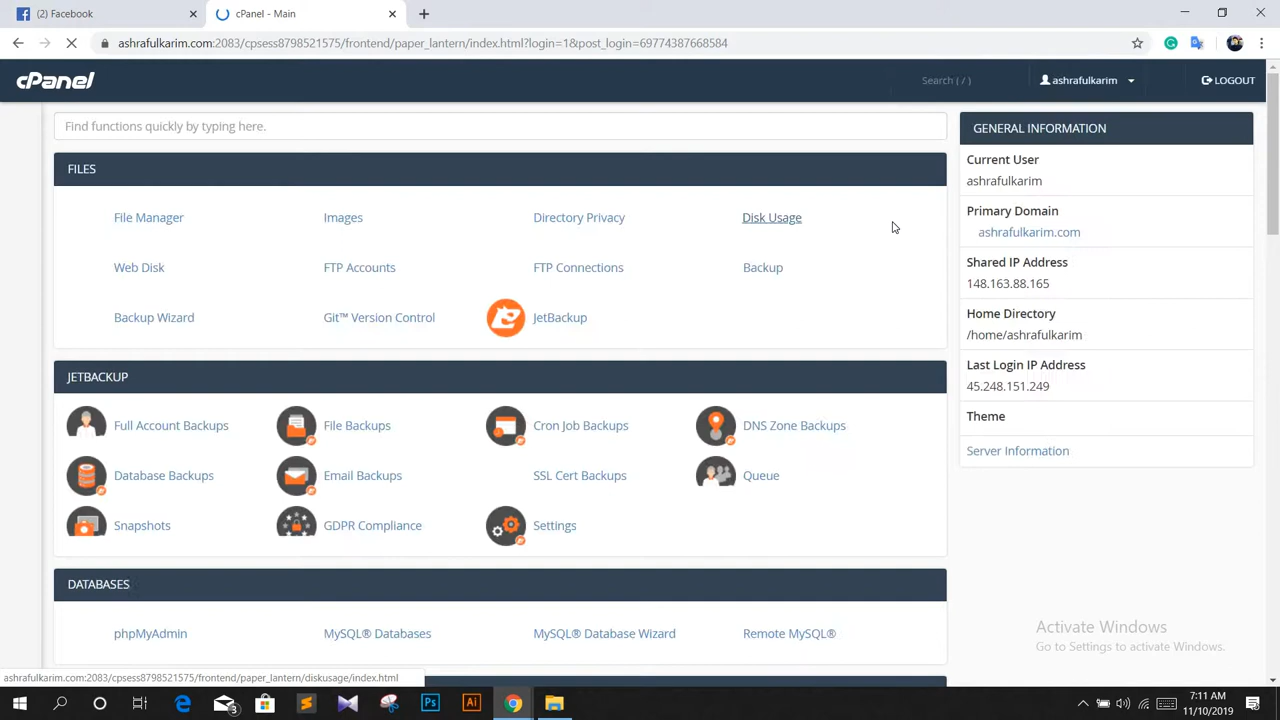 Facebook
cPanel - Main
ashrafulkarim.com:2083/cpsess8798521575/frontend/paper_lantern/index.html?login=1&post_login=69774387668584
cPanel
Search ( / )
ashrafulkarim
LOGOUT
Find functions quickly by typing here.
FILES
File Manager
Images
Directory Privacy
Disk Usage
Web Disk
FTP Accounts
FTP Connections
Backup
Backup Wizard
Git™ Version Control
JetBackup
JETBACKUP
Full Account Backups
File Backups
Cron Job Backups
DNS Zone Backups
Database Backups
Email Backups
SSL Cert Backups
Queue
Snapshots
GDPR Compliance
Settings
DATABASES
phpMyAdmin
MySQL® Databases
MySQL® Database Wizard
Remote MySQL®
GENERAL INFORMATION
Current User
ashrafulkarim
Primary Domain
ashrafulkarim.com
Shared IP Address
148.163.88.165
Home Directory
/home/ashrafulkarim
Last Login IP Address
45.248.151.249
Theme
Server Information
Activate Windows
Go to Settings to activate Windows.
ashrafulkarim.com:2083/cpsess8798521575/frontend/paper_lantern/diskusage/index.html
3
Ps
Ai
7:11 AM
11/10/2019